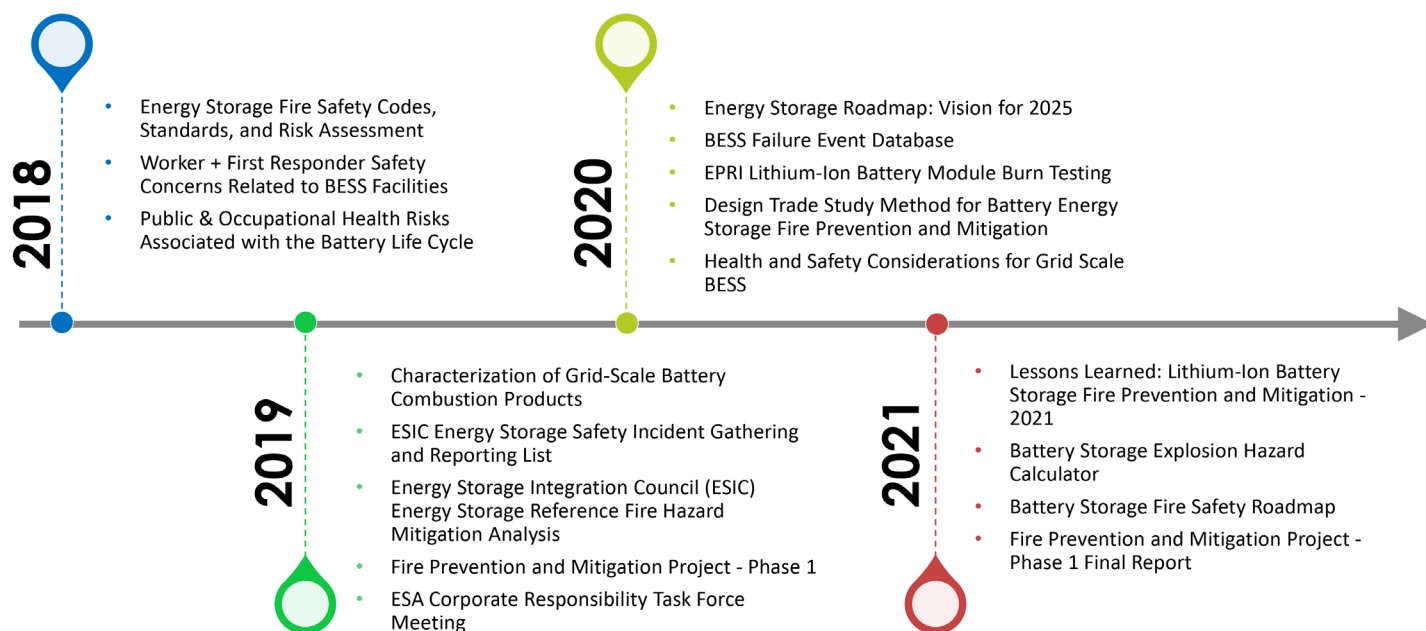 2018
Energy Storage Fire Safety Codes,
Standards, and Risk Assessment
Worker + First Responder Safety
Concerns Related to BESS Facilities
Public & Occupational Health Risks
Associated with the Battery Life Cycle
2019
Characterization of Grid-Scale Battery
Combustion Products
ESIC Energy Storage Safety Incident Gathering
and Reporting List
Energy Storage Integration Council (ESIC)
Energy Storage Reference Fire Hazard
Mitigation Analysis
Fire Prevention and Mitigation Project - Phase 1
ESA Corporate Responsibility Task Force
Meeting
2020
Energy Storage Roadmap: Vision for 2025
BESS Failure Event Database
EPRI Lithium-Ion Battery Module Burn Testing
Design Trade Study Method for Battery Energy
Storage Fire Prevention and Mitigation
Health and Safety Considerations for Grid Scale
BESS
2021
Lessons Learned: Lithium-Ion Battery
Storage Fire Prevention and Mitigation -
2021
Battery Storage Explosion Hazard
Calculator
Battery Storage Fire Safety Roadmap
Fire Prevention and Mitigation Project -
Phase 1 Final Report